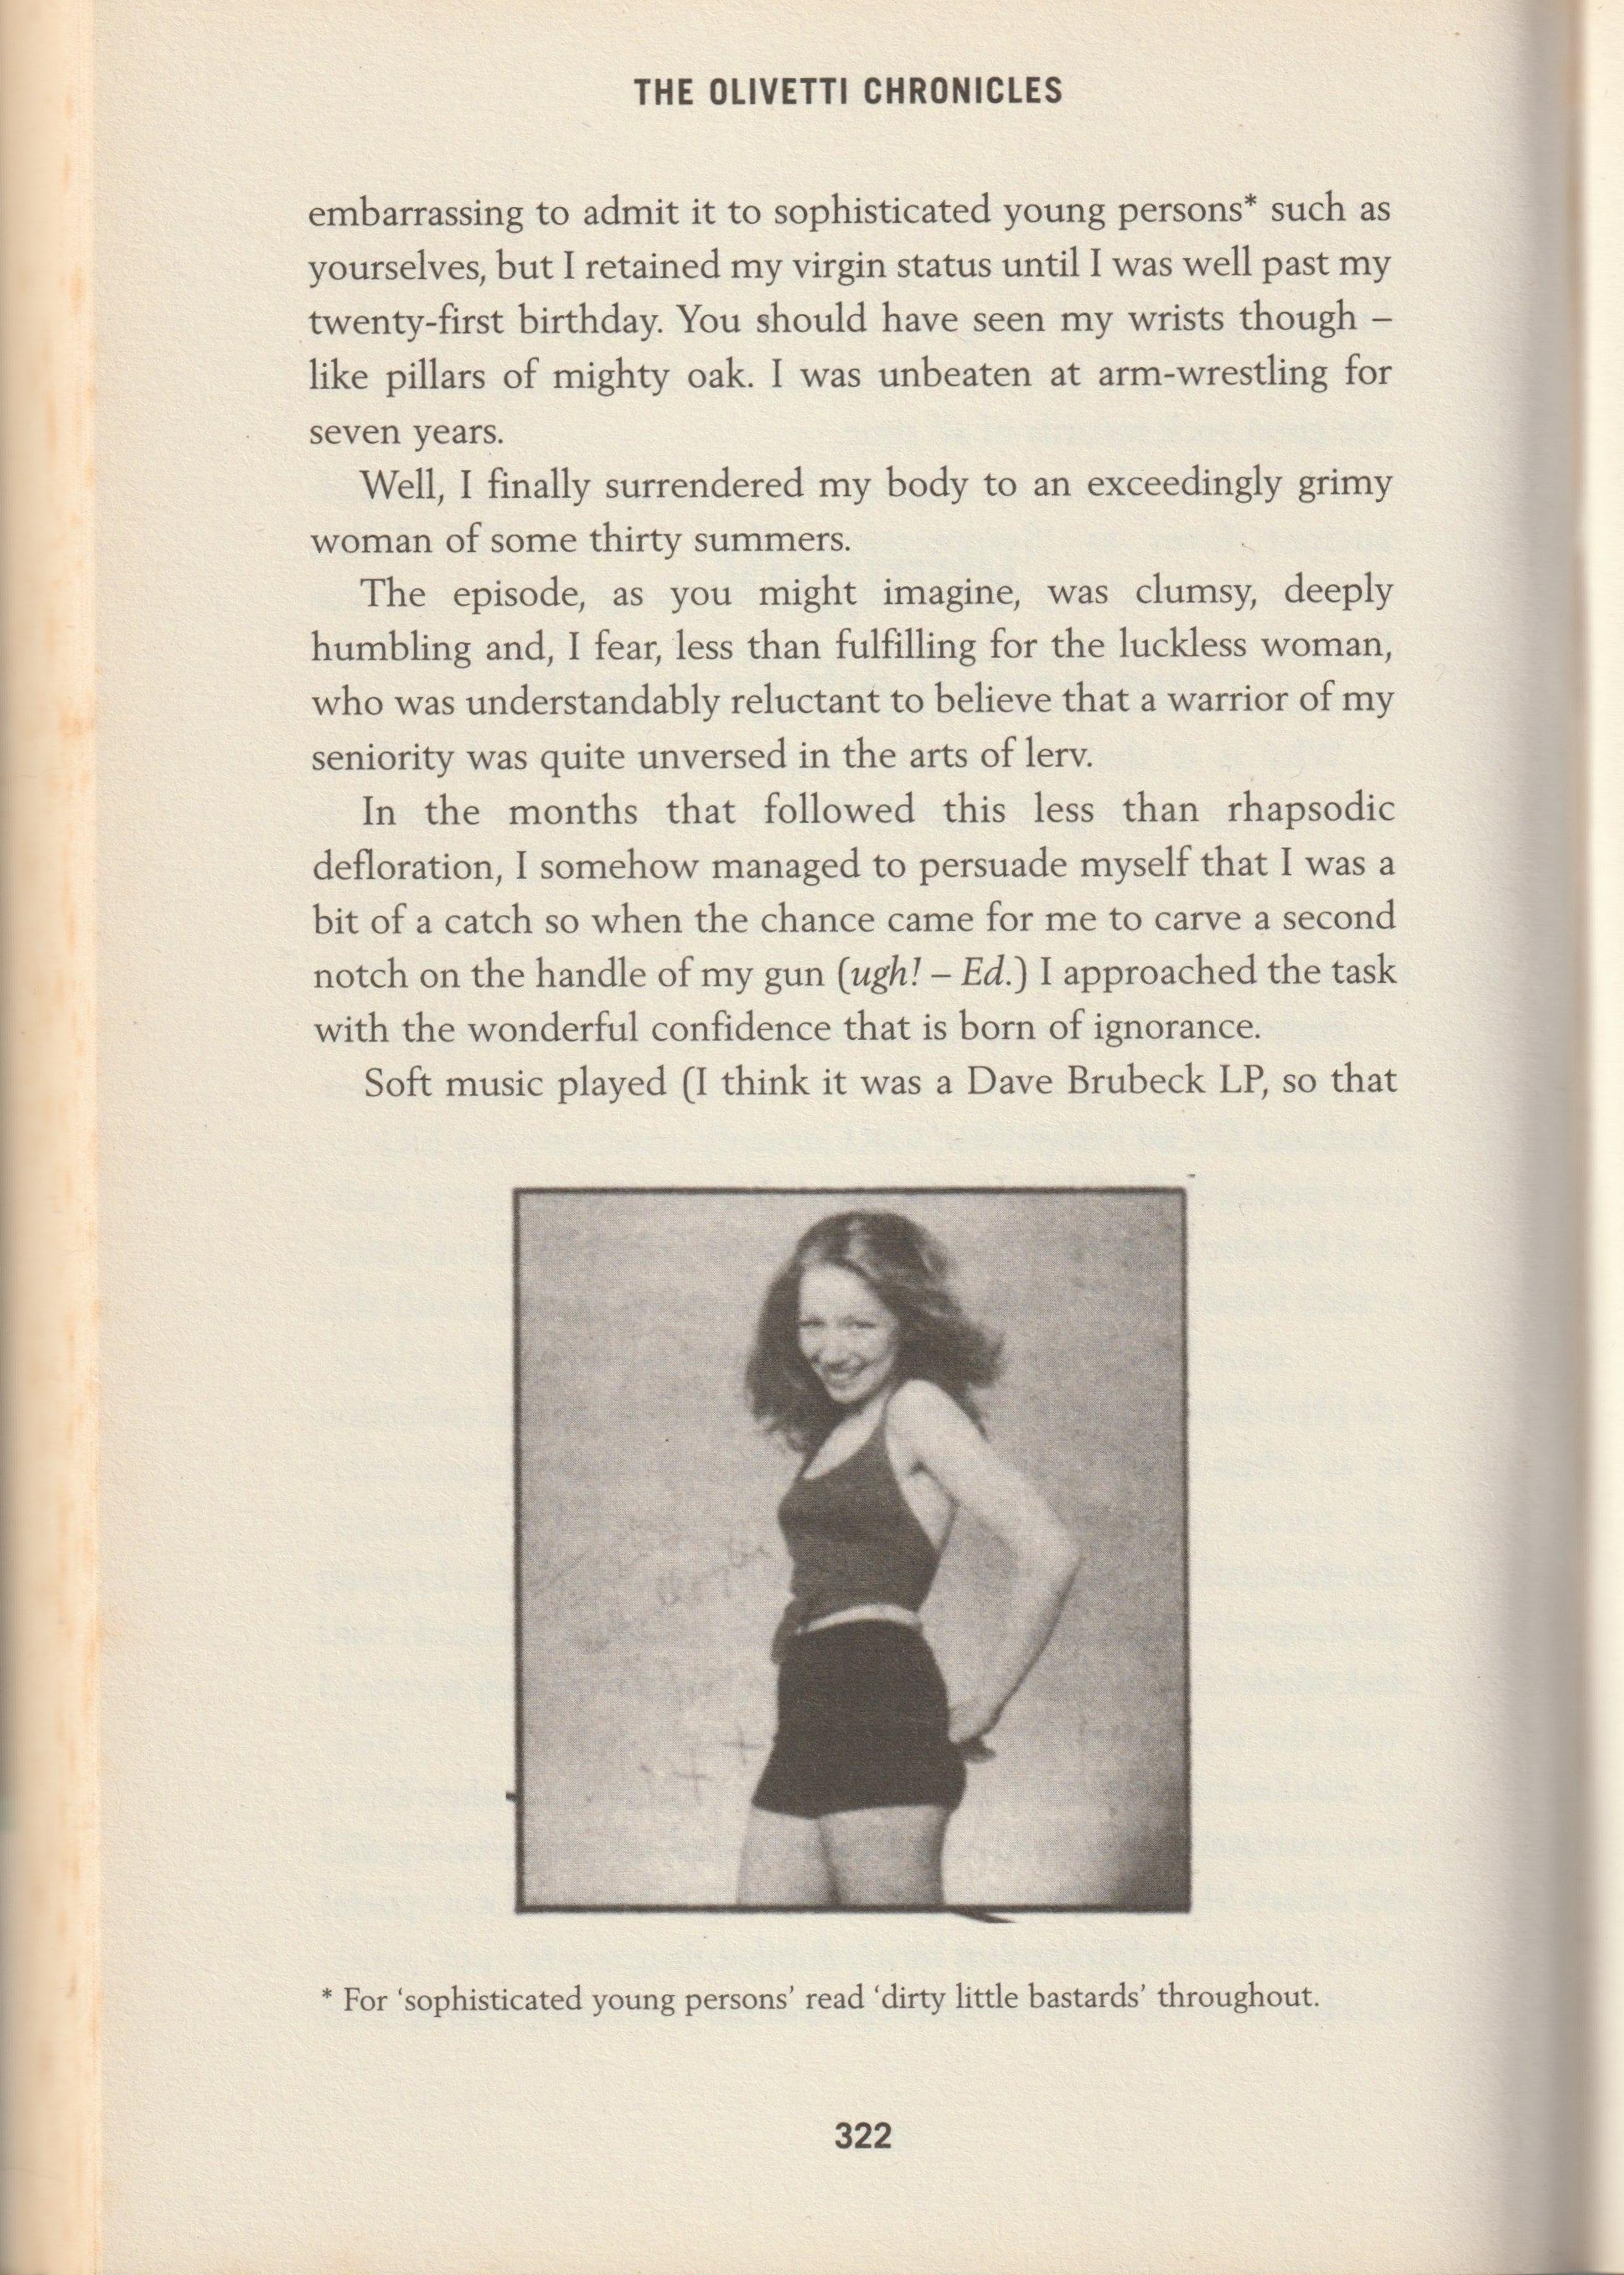 THE OLIVETTI CHRONICLES
embarrassing to admit it to sophisticated young persons* such as
yourselves, but I retained my virgin status until I was well past my
twenty-first birthday. You should have seen my wrists though –
like pillars of mighty oak. I was unbeaten at arm-wrestling for
seven years.
Well, I finally surrendered my body to an exceedingly grimy
woman of some thirty summers.
The episode, as you might imagine, was clumsy, deeply
humbling and, I fear, less than fulfilling for the luckless woman,
who was understandably reluctant to believe that a warrior of my
seniority was quite unversed in the arts of lerv.
In the months that followed this less than rhapsodic
defloration, I somehow managed to persuade myself that I was a
bit of a catch so when the chance came for me to carve a second
notch on the handle of my gun (ugh! – Ed.) I approached the task
with the wonderful confidence that is born of ignorance.
Soft music played (I think it was a Dave Brubeck LP, so that
* For ‘sophisticated young persons’ read ‘dirty little bastards’ throughout.
322